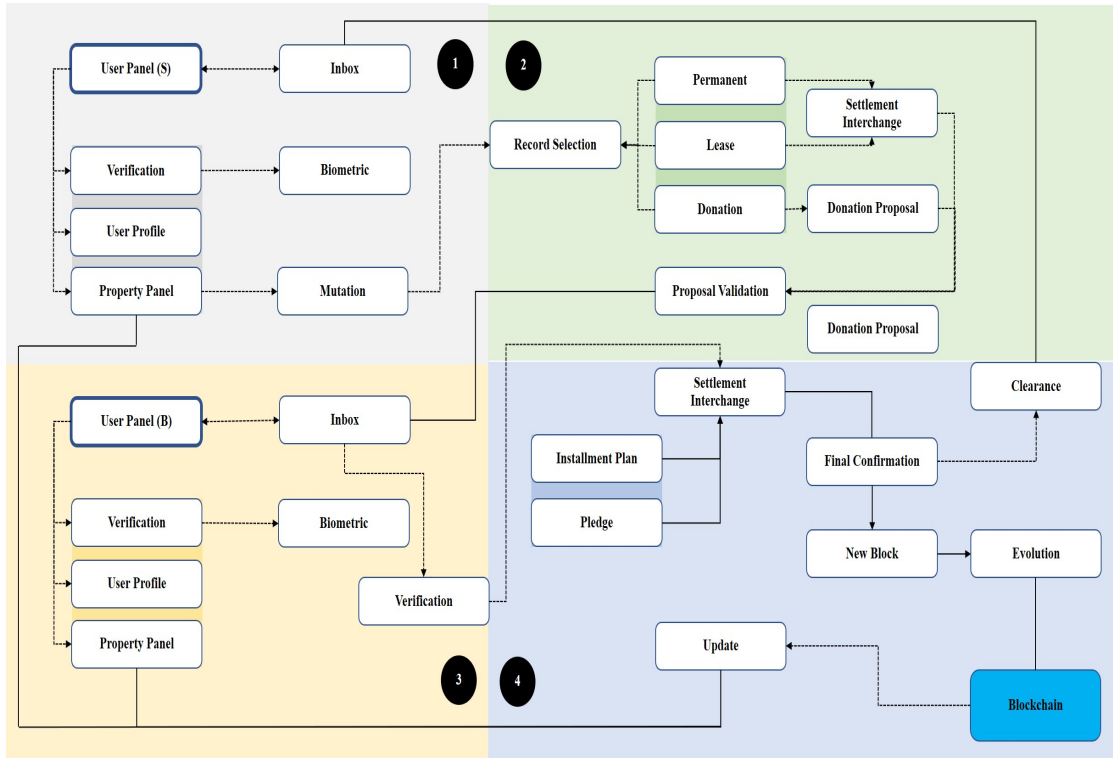 User Panel (S)
Inbox
1
Verification
Biometric
User Profile
Property Panel
Mutation
2
Permanent
Settlement
Interchange
Record Selection
Lease
Donation
Donation Proposal
Proposal Validation
Donation Proposal
User Panel (B)
Inbox
Verification
Biometric
User Profile
Verification
Property Panel
3
Settlement
Interchange
Clearance
Installment Plan
Final Confirmation
Pledge
New Block
Evolution
Update
4
Blockchain